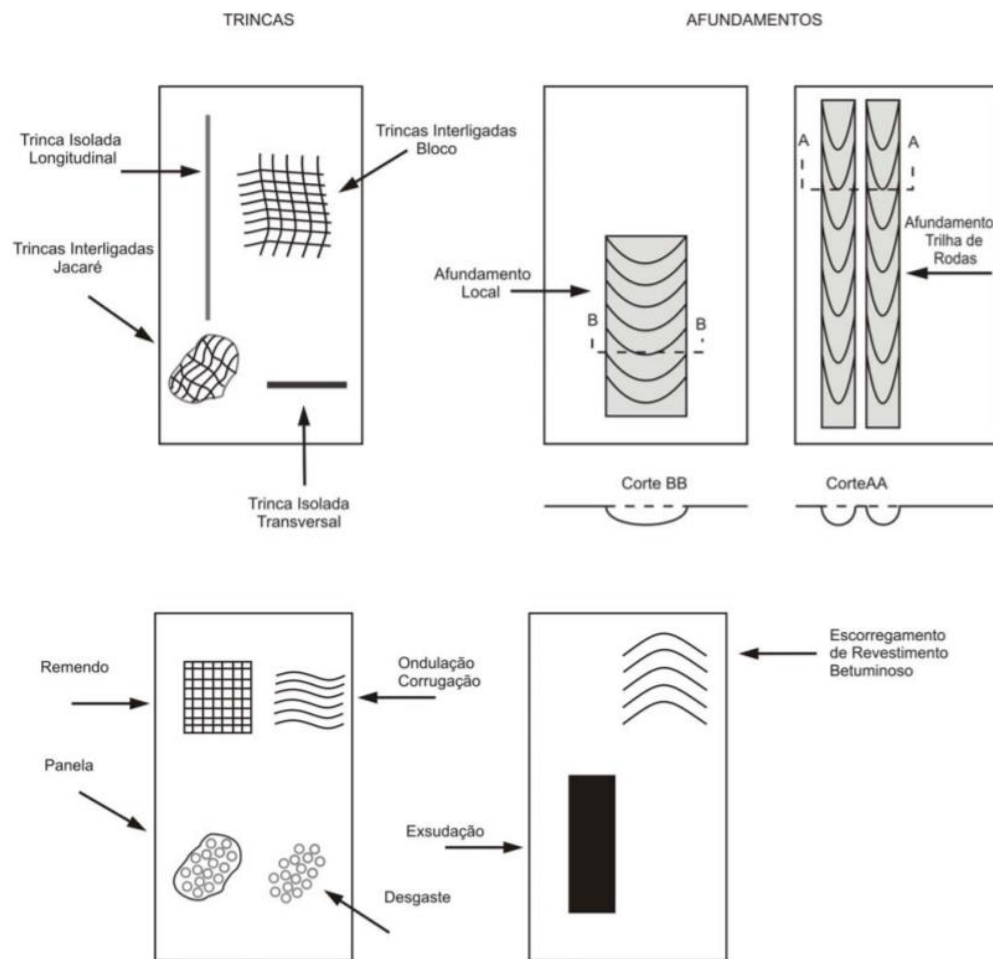 TRINCAS
AFUNDAMENTOS
Trinca Isolada
Longitudinal
Trincas Interligadas
Bloco
Trincas Interligadas
Jacaré
Trinca Isolada
Transversal
Afundamento
Local
B
B
Corte BB
A
A
Afundamento
Trilha de
Rodas
CorteAA
Remendo
Ondulação
Corrugação
Panela
Desgaste
Escorregamento
de Revestimento
Betuminoso
Exsudação